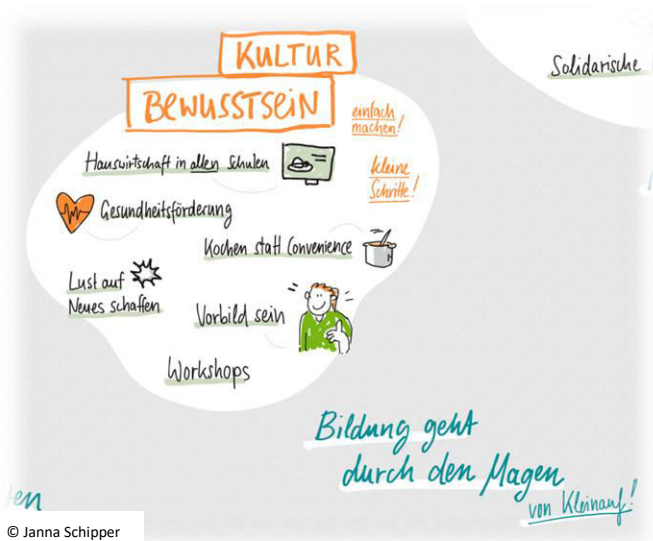 KULTUR
BEWUSSTSEIN
einfach
machen!
Hauswirtschaft in allen Schulen
kleine
Schritte!
Gesundheitsförderung
Kochen statt Convenience
Lust auf
Neues schaffen
Vorbild sein
Workshops
Solidarische
Bildung geht
durch den Magen
von Kleinauf!
ten
© Janna Schipper